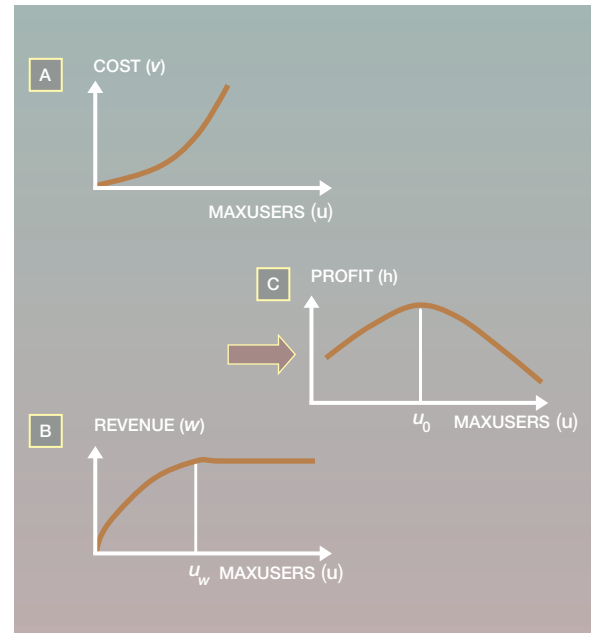 A
COST (v)
MAXUSERS (u)
C
PROFIT (h)
u0 MAXUSERS (u)
B
REVENUE (w)
uw MAXUSERS (u)